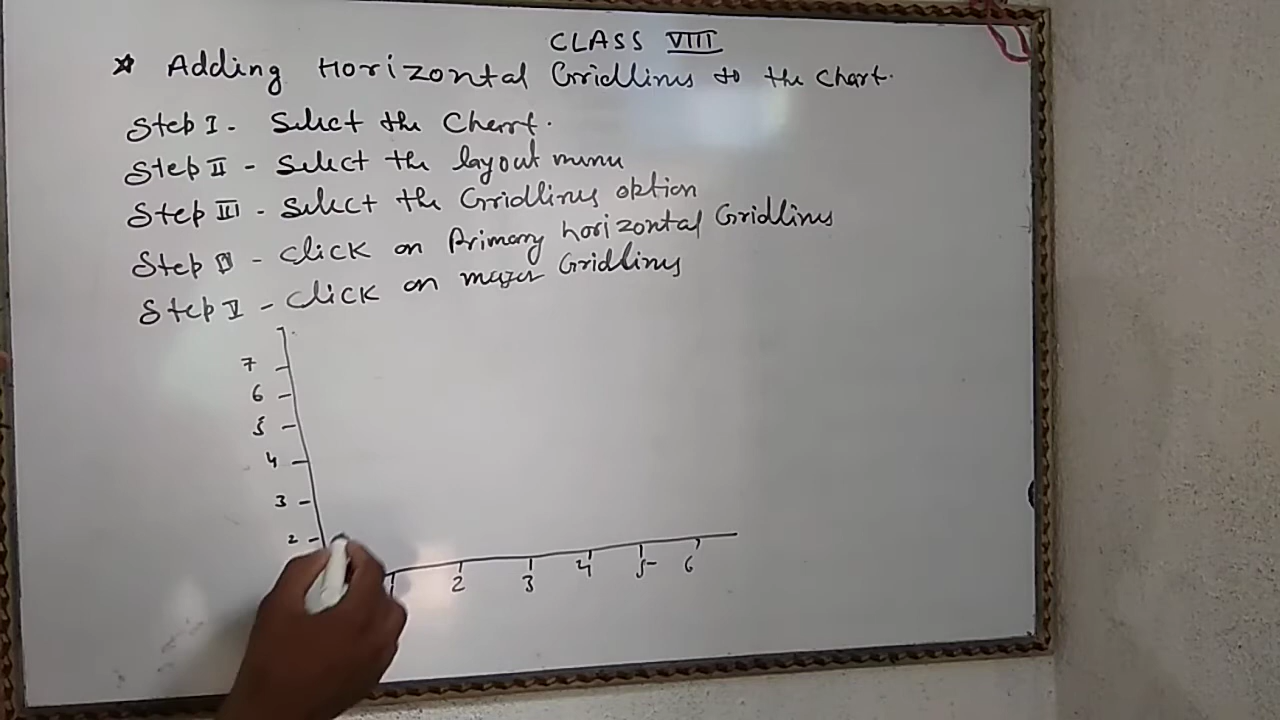 CLASS VIII
* Adding Horizontal Gridlines to the Chart.
Step I - Select the Chart.
Step II - Select the layout menu
Step III - Select the Gridlines option
Step IV - Click on Primary horizontal Gridlines
Step V - Click on major Gridlines
7
6
5
4
3
2
1 2 3 4 5 6